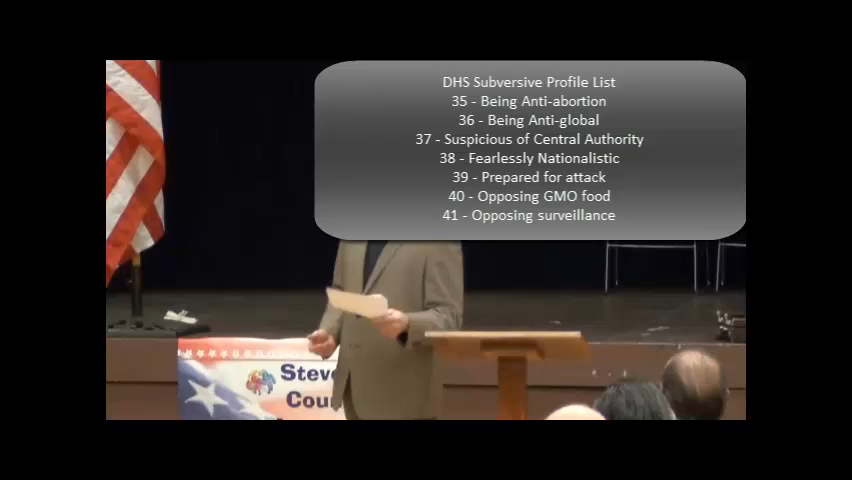 DHS Subversive Profile List
35 - Being Anti-abortion
36 - Being Anti-global
37 - Suspicious of Central Authority
38 - Fearlessly Nationalistic
39 - Prepared for attack
40 - Opposing GMO food
41 - Opposing surveillance
Steve
Cou